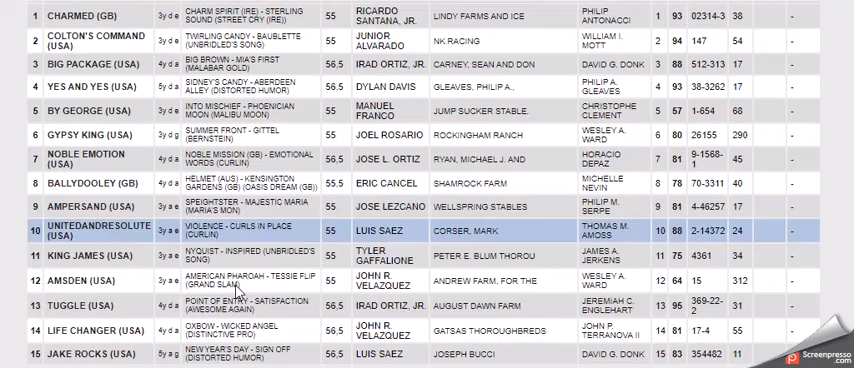 1 CHARMED (GB) 3y d e CHARM SPIRIT (IRE) - STERLING SOUND (STREET CRY (IRE)) 55 RICARDO SANTANA, JR. LINDY FARMS AND ICE PHILIP ANTONACCI 1 93 02314-3 38 -
2 COLTON'S COMMAND (USA) 3y d e TWIRLING CANDY - BAUBLETTE (UNBRIDLED'S SONG) 55 JUNIOR ALVARADO NK RACING WILLIAM I. MOTT 2 94 147 54 -
3 BIG PACKAGE (USA) 4y d a BIG BROWN - MIA'S FIRST (MALABAR GOLD) 56,5 IRAD ORTIZ, JR. CARNEY, SEAN AND DON DAVID G. DONK 3 88 512-313 17 -
4 YES AND YES (USA) 5y d a SIDNEY'S CANDY - ABERDEEN ALLEY (DISTORTED HUMOR) 56,5 DYLAN DAVIS GLEAVES, PHILIP A., PHILIP A. GLEAVES 4 93 38-3262 17 -
5 BY GEORGE (USA) 3y d e INTO MISCHIEF - PHOENICIAN MOON (MALIBU MOON) 55 MANUEL FRANCO JUMP SUCKER STABLE, CHRISTOPHE CLEMENT 5 57 1-654 68 -
6 GYPSY KING (USA) 3y d g SUMMER FRONT - GITTEL (BERNSTEIN) 55 JOEL ROSARIO ROCKINGHAM RANCH WESLEY A. WARD 6 80 26155 290 -
7 NOBLE EMOTION (USA) 4y d a NOBLE MISSION (GB) - EMOTIONAL WORDS (CURLIN) 56,5 JOSE L. ORTIZ RYAN, MICHAEL J. AND HORACIO DEPAZ 7 81 9-1568-1 45 -
8 BALLYDOOLEY (GB) 4y d a HELMET (AUS) - KENSINGTON GARDENS (GB) (OASIS DREAM (GB)) 55,5 ERIC CANCEL SHAMROCK FARM MICHELLE NEVIN 8 78 70-3311 40 -
9 AMPERSAND (USA) 3y a e SPEIGHTSTER - MAJESTIC MARIA (MARIA'S MON) 55 JOSE LEZCANO WELLSPRING STABLES PHILIP M. SERPE 9 81 4-46257 17 -
10 UNITEDANDRESOLUTE (USA) 3y a e VIOLENCE - CURLS IN PLACE (CURLIN) 55 LUIS SAEZ CORSER, MARK THOMAS M. AMOSS 10 88 2-14372 24 -
11 KING JAMES (USA) 3y a e NYQUIST - INSPIRED (UNBRIDLED'S SONG) 55 TYLER GAFFALIONE PETER E. BLUM THOROU JAMES A. JERKENS 11 75 4361 34 -
12 AMSDEN (USA) 3y a e AMERICAN PHAROAH - TESSIE FLIP (GRAND SLAM) 55 JOHN R. VELAZQUEZ ANDREW FARM, FOR THE WESLEY A. WARD 12 64 15 312 -
13 TUGGLE (USA) 4y d a POINT OF ENTRY - SATISFACTION (AWESOME AGAIN) 56,5 IRAD ORTIZ, JR. AUGUST DAWN FARM JEREMIAH C. ENGLEHART 13 95 369-22-2 31 -
14 LIFE CHANGER (USA) 4y d a OXBOW - WICKED ANGEL (DISTINCTIVE PRO) 56,5 JOHN R. VELAZQUEZ GATSAS THOROUGHBREDS JOHN P. TERRANOVA II 14 81 17-4 55 -
15 JAKE ROCKS (USA) 5y a g NEW YEAR'S DAY - SIGN OFF (DISTORTED HUMOR) 56,5 LUIS SAEZ JOSEPH BUCCI DAVID G. DONK 15 83 354482 11 -
Screenpresso.com